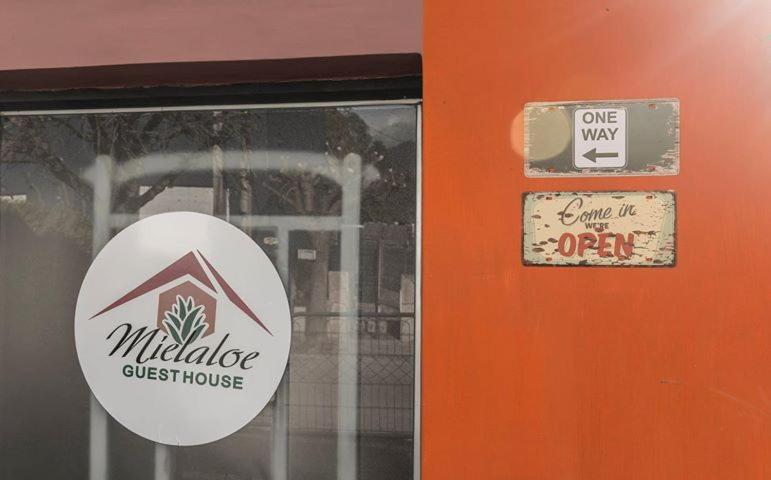 Mielaloe
GUEST HOUSE
ONE
WAY
Come in
WE'RE
OPEN